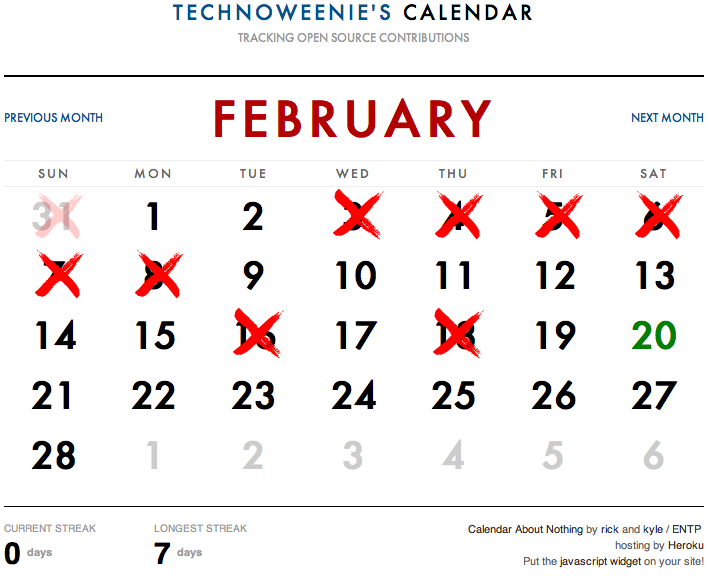 TECHNOWEENIE'S CALENDAR
TRACKING OPEN SOURCE CONTRIBUTIONS
PREVIOUS MONTH FEBRUARY NEXT MONTH
SUN MON TUE WED THU FRI SAT
31 1 2 3 4 5 6
7 8 9 10 11 12 13
14 15 16 17 18 19 20
21 22 23 24 25 26 27
28 1 2 3 4 5 6
CURRENT STREAK LONGEST STREAK
0 days 7 days
Calendar About Nothing by rick and kyle / ENTP
hosting by Heroku
Put the javascript widget on your site!